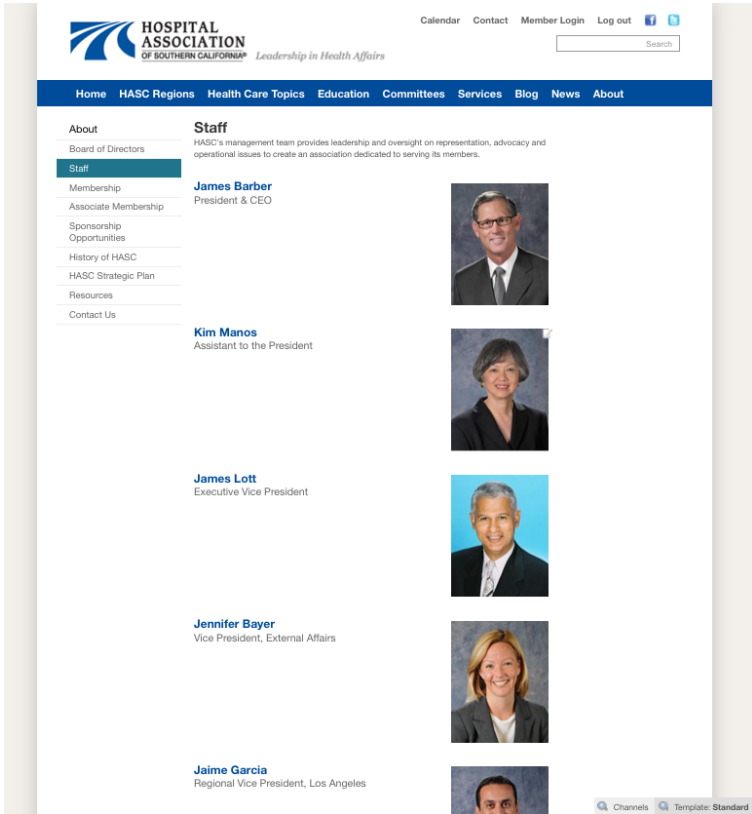 Calendar Contact Member Login Log out
HOSPITAL
ASSOCIATION
OF SOUTHERN CALIFORNIA®
Leadership in Health Affairs
Search
Home HASC Regions Health Care Topics Education Committees Services Blog News About
About
Board of Directors
Staff
Membership
Associate Membership
Sponsorship
Opportunities
History of HASC
HASC Strategic Plan
Resources
Contact Us
Staff
HASC's management team provides leadership and oversight on representation, advocacy and
operational issues to create an association dedicated to serving its members.
James Barber
President & CEO
Kim Manos
Assistant to the President
James Lott
Executive Vice President
Jennifer Bayer
Vice President, External Affairs
Jaime Garcia
Regional Vice President, Los Angeles
Channels Template: Standard